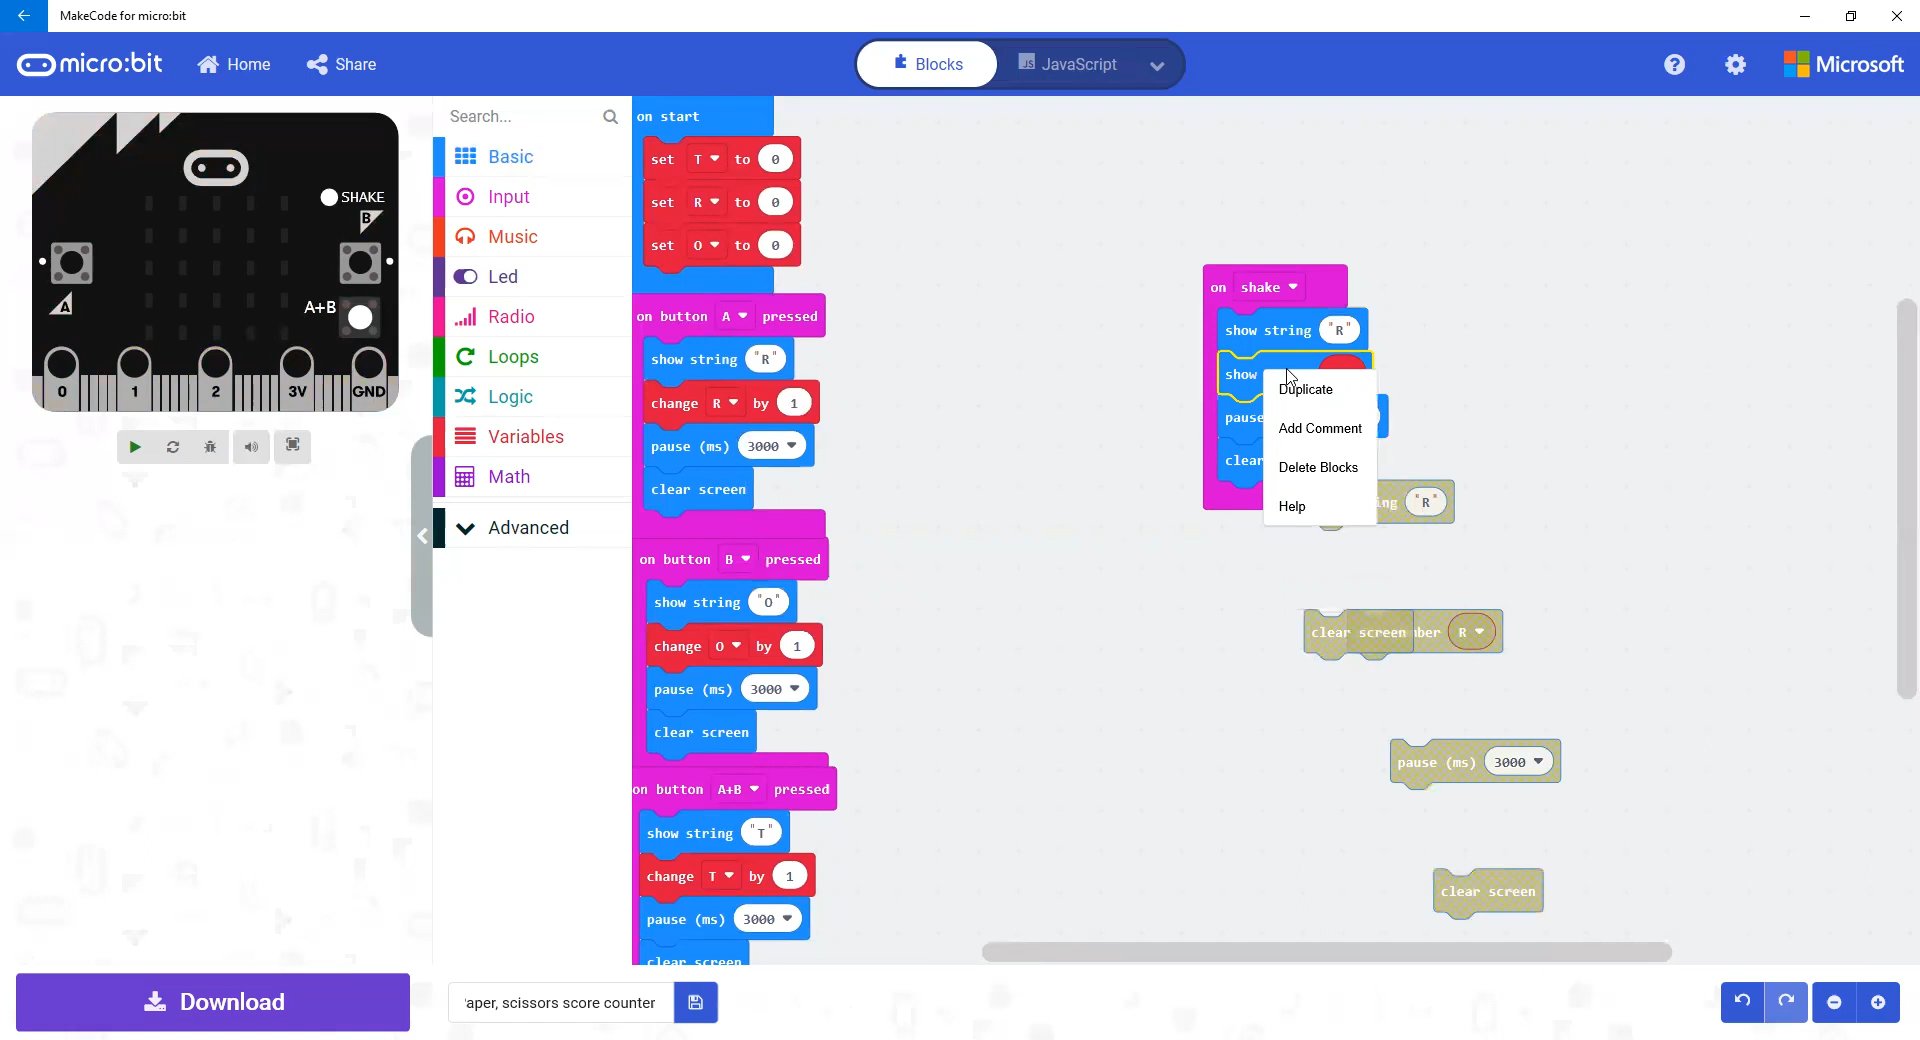 MakeCode for micro:bit
micro:bit
Home
Share
Blocks
JS JavaScript
?
Microsoft
SHAKE
B
A
A+B
0 1 2 3V GND
Search...
Basic
Input
Music
Led
Radio
Loops
Logic
Variables
Math
Advanced
on start
set T to 0
set R to 0
set O to 0
on button A pressed
show string "R"
change R by 1
pause (ms) 3000
clear screen
on button B pressed
show string "O"
change O by 1
pause (ms) 3000
clear screen
on button A+B pressed
show string "T"
change T by 1
pause (ms) 3000
clear screen
on shake
show string "R"
show
pause
clear
Duplicate
Add Comment
Delete Blocks
Help
ing "R"
clear screen ber R
pause (ms) 3000
clear screen
Download
aper, scissors score counter